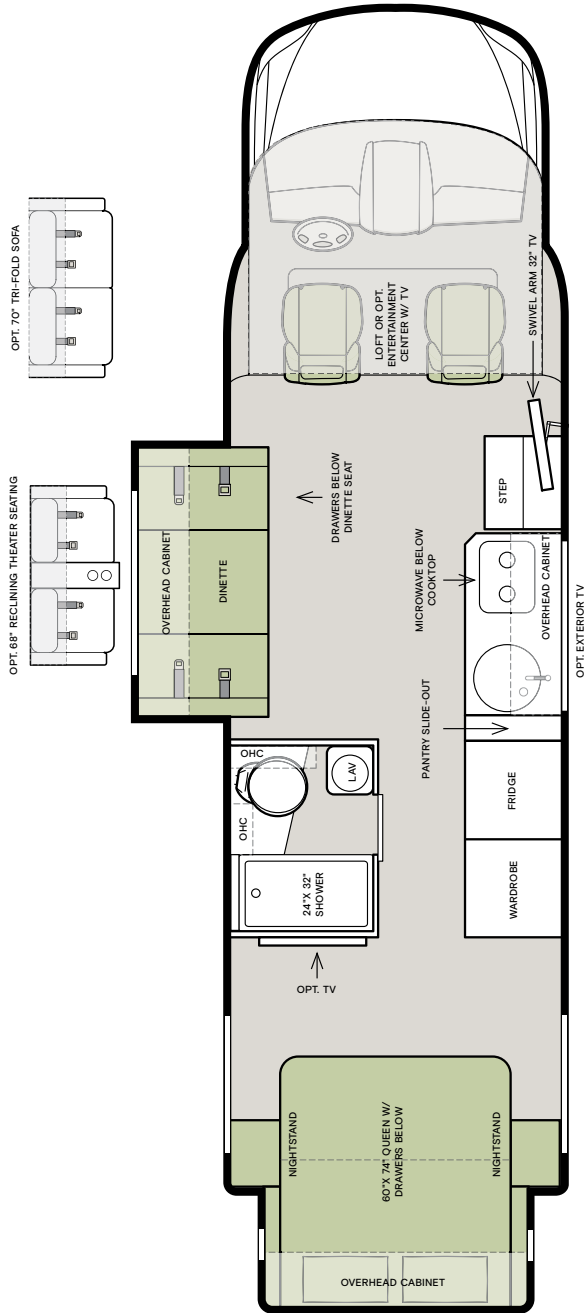 OPT. 70" TRI-FOLD SOFA
LOFT OR OPT.
ENTERTAINMENT
CENTER W/ TV
SWIVEL ARM 32" TV
OPT. 68" RECLINING THEATER SEATING
OVERHEAD CABINET
DINETTE
DRAWERS BELOW
DINETTE SEAT
STEP
MICROWAVE BELOW
COOKTOP
OVERHEAD CABINET
OPT. EXTERIOR TV
PANTRY SLIDE-OUT
OHC
LAV
OHC
FRIDGE
24"X 32"
SHOWER
WARDROBE
OPT. TV
NIGHTSTAND
60"X 74" QUEEN W/
DRAWERS BELOW
NIGHTSTAND
OVERHEAD CABINET